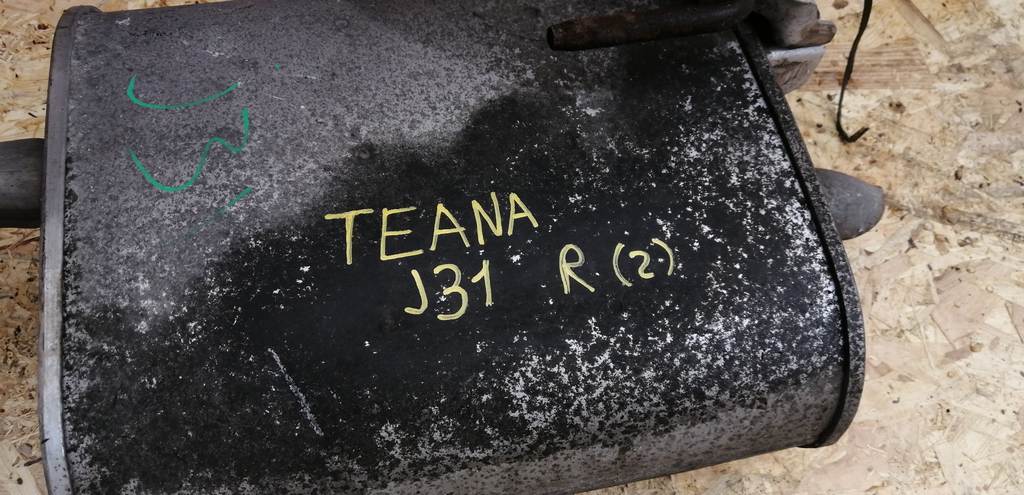 TEANA
J31 R (2.)